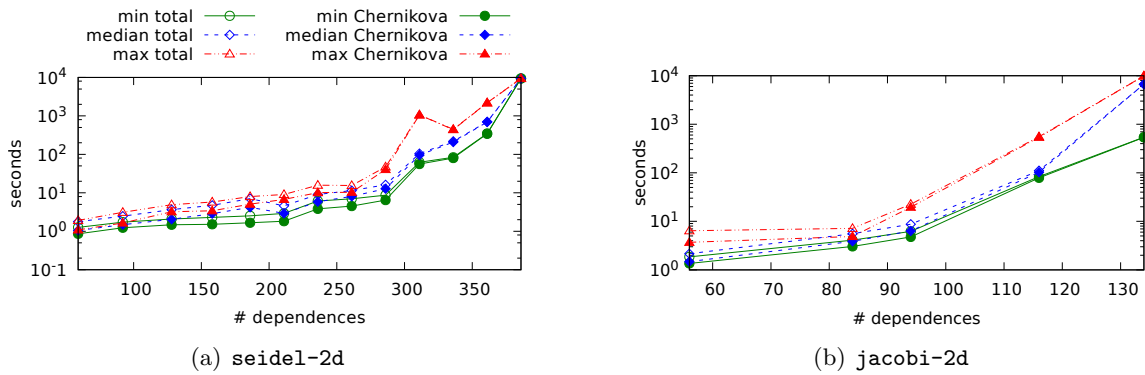 min total
median total
max total
min Chernikova
median Chernikova
max Chernikova
10^4
10^3
10^2
10^1
10^0
10^-1
seconds
100 150 200 250 300 350
# dependences
(a) seidel-2d
10^4
10^3
10^2
10^1
10^0
seconds
60 70 80 90 100 110 120 130
# dependences
(b) jacobi-2d